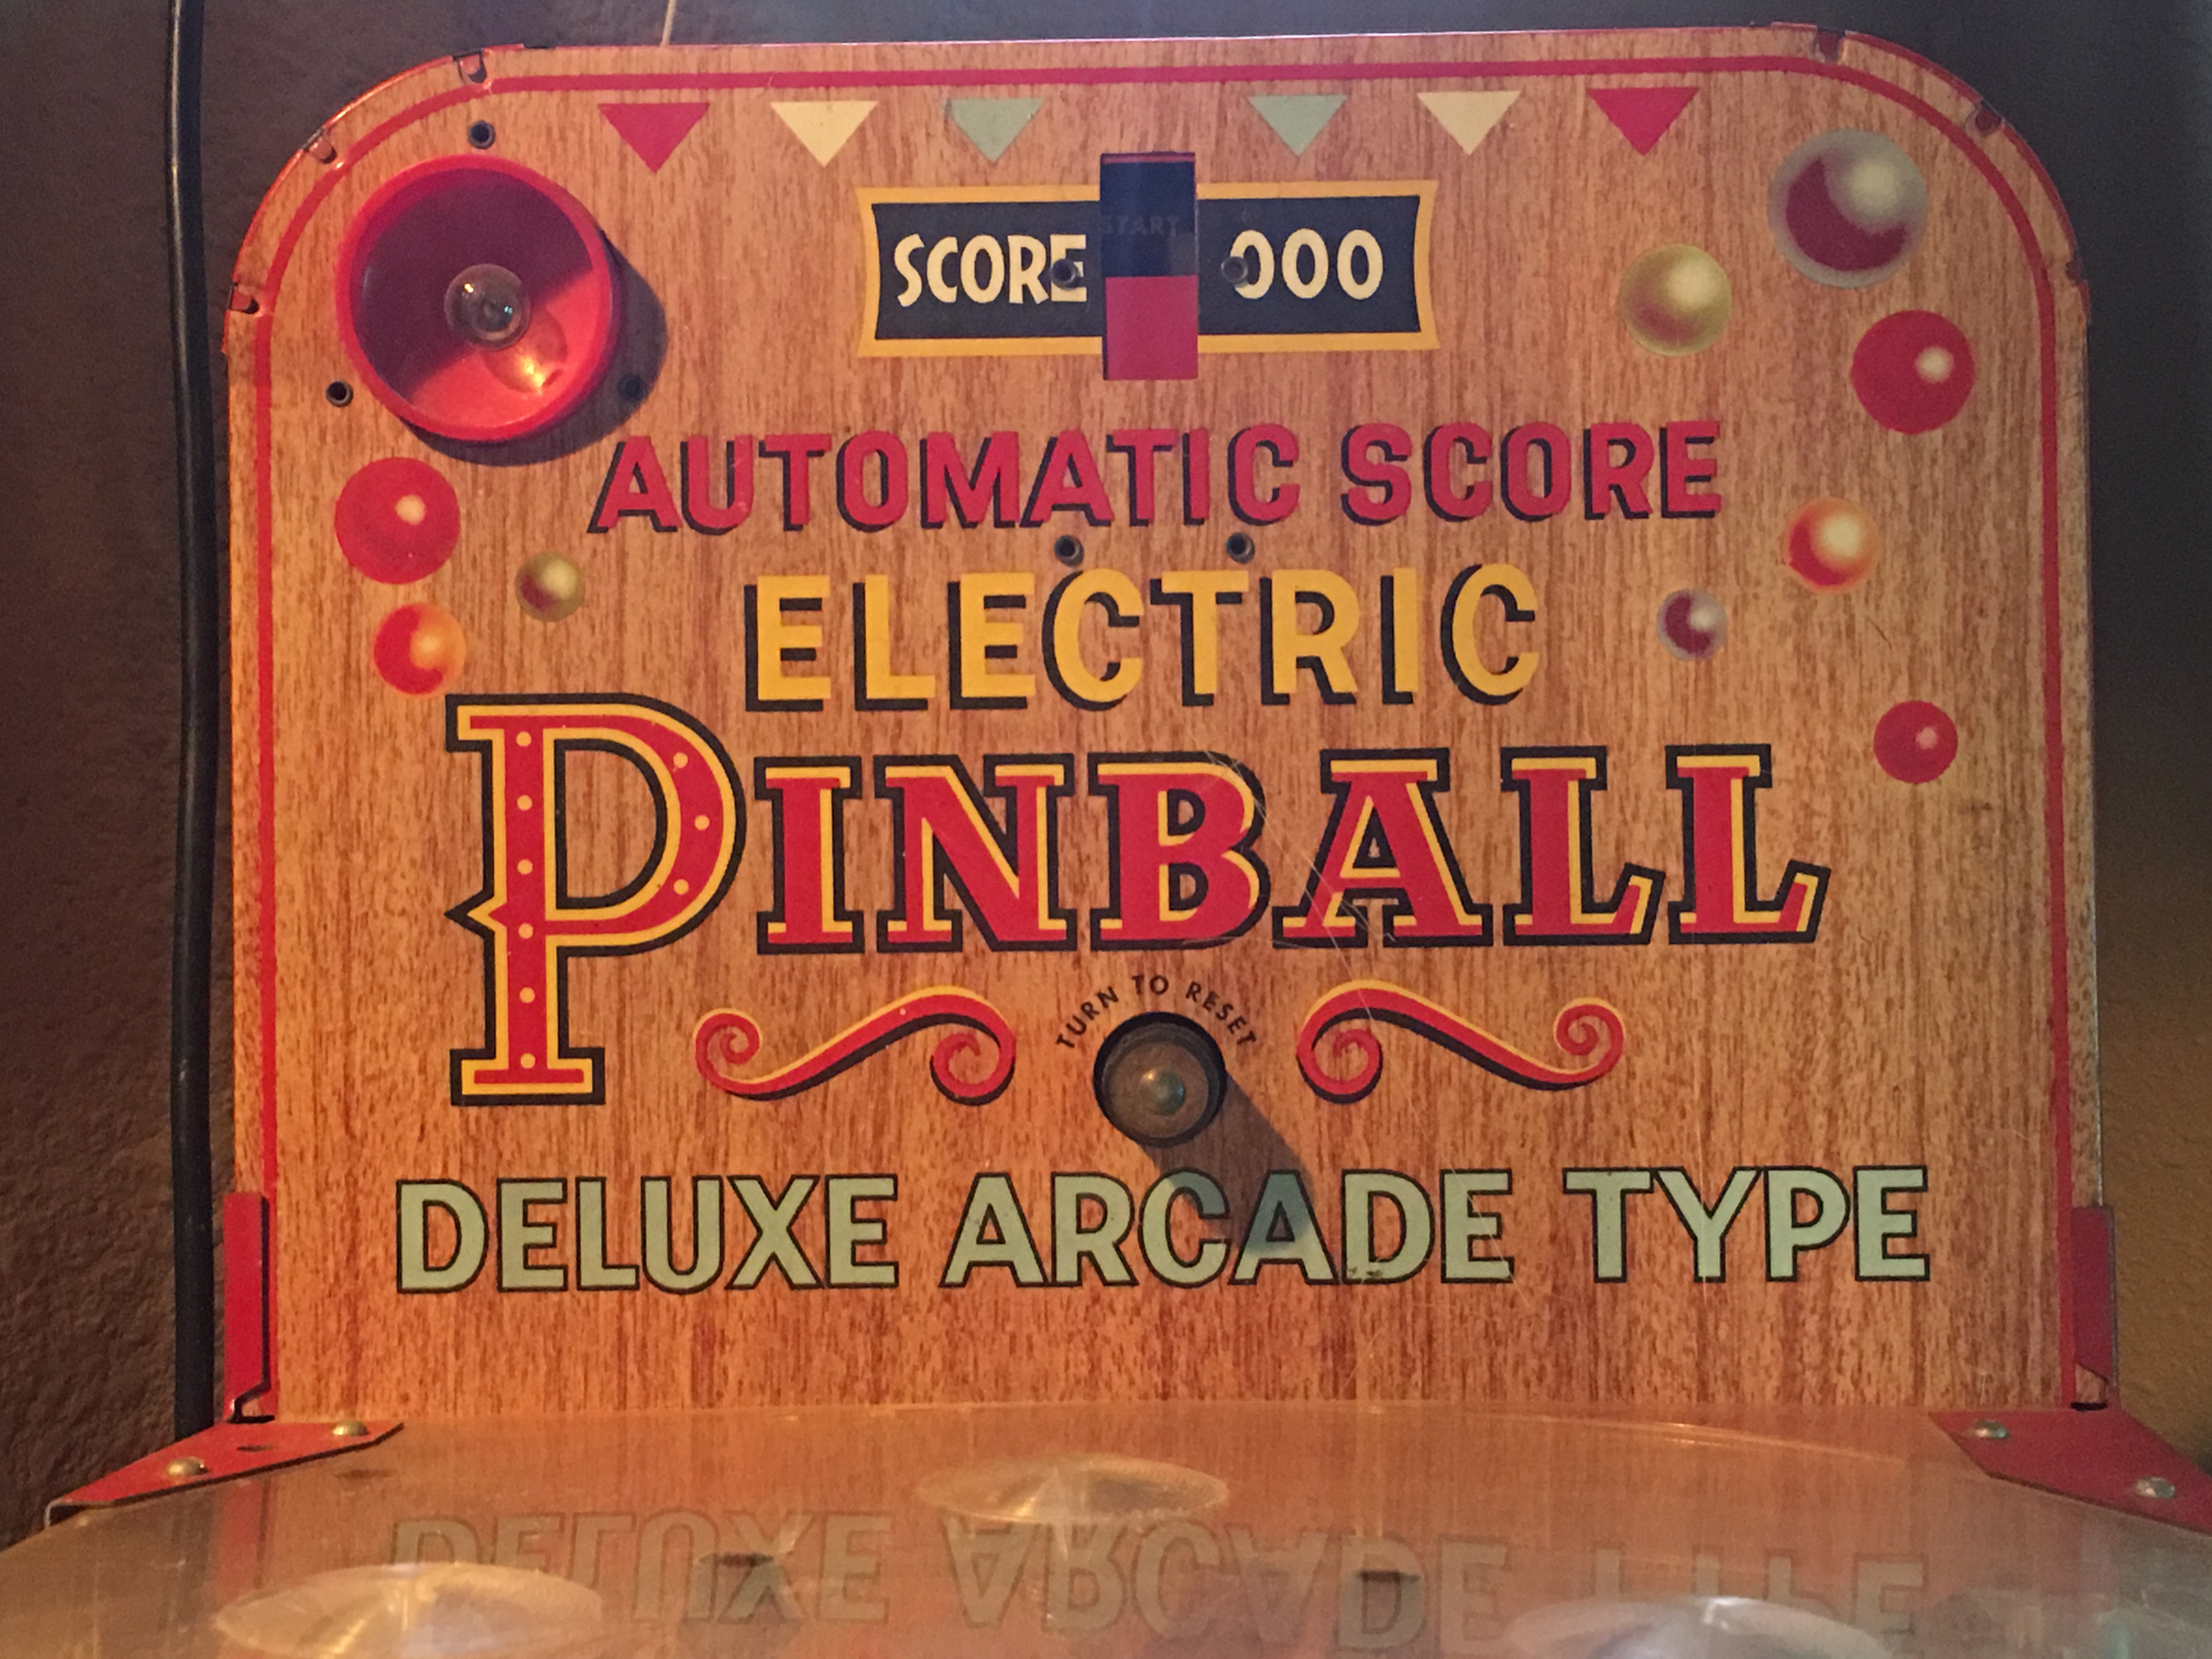 SCORE START 000
AUTOMATIC SCORE
ELECTRIC
PINBALL
TURN TO RESET
DELUXE ARCADE TYPE